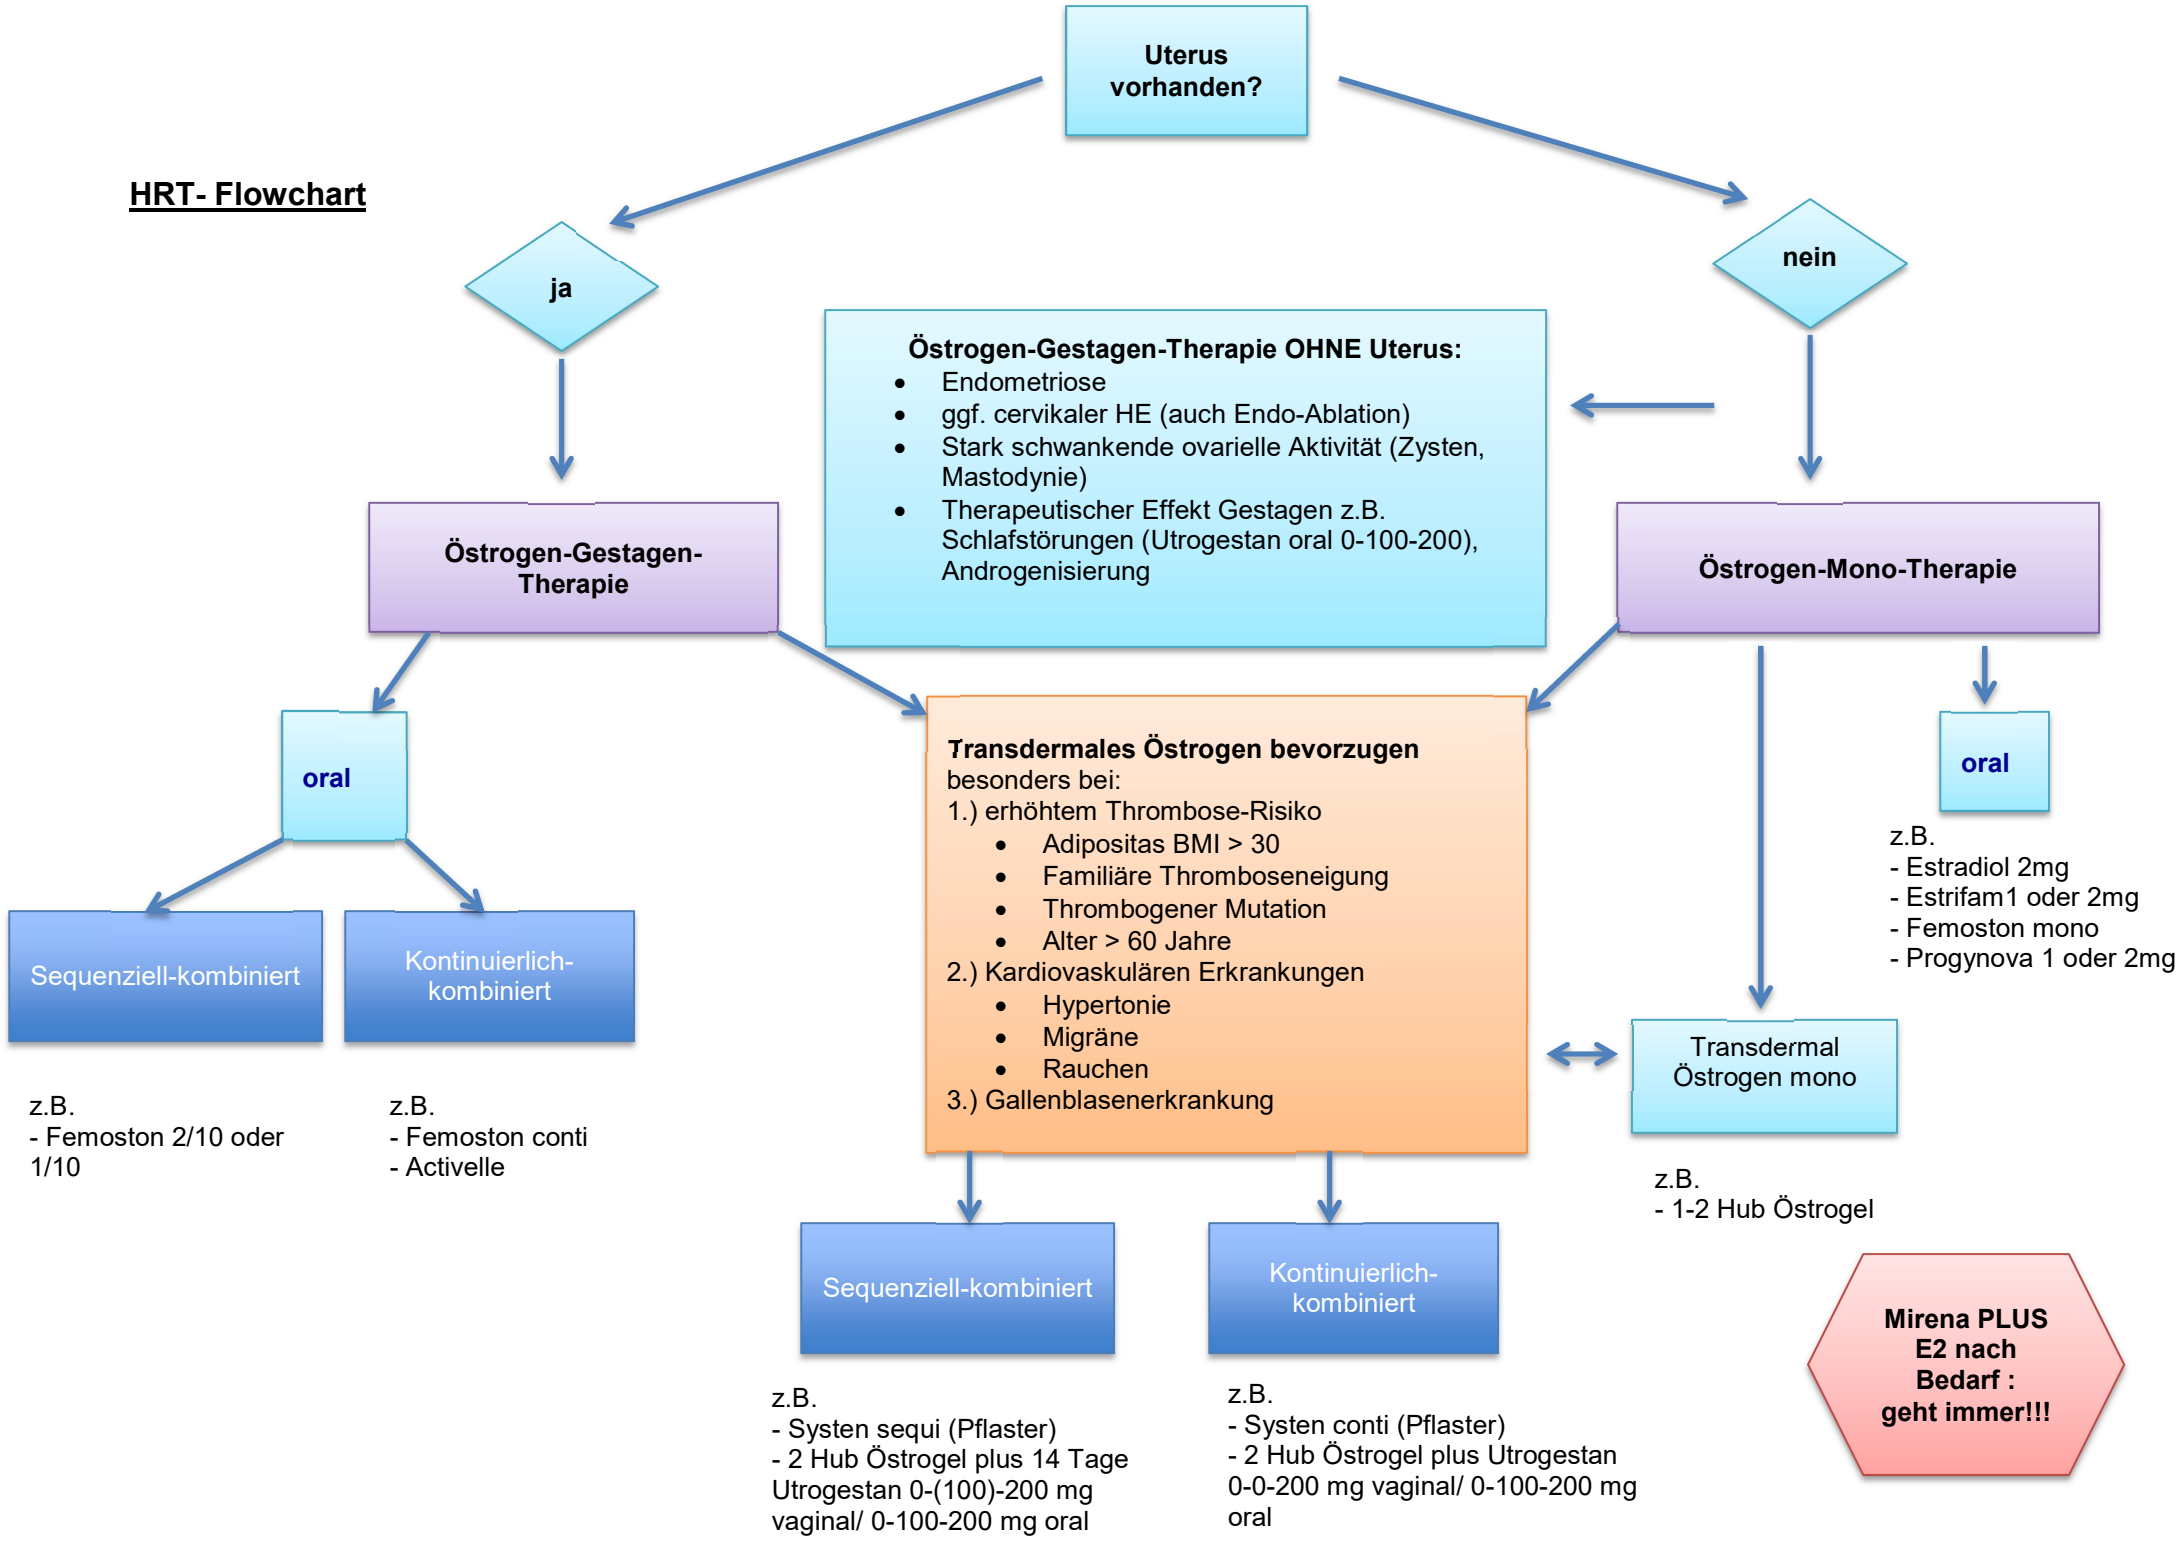 Uterus
vorhanden?
HRT- Flowchart
ja
nein
Östrogen-Gestagen-Therapie OHNE Uterus:
• Endometriose
• ggf. cervikaler HE (auch Endo-Ablation)
• Stark schwankende ovarielle Aktivität (Zysten,
Mastodynie)
• Therapeutischer Effekt Gestagen z.B.
Schlafstörungen (Utrogestan oral 0-100-200),
Androgenisierung
Östrogen-Gestagen-
Therapie
Östrogen-Mono-Therapie
oral
Transdermales Östrogen bevorzugen
besonders bei:
1.) erhöhtem Thrombose-Risiko
• Adipositas BMI > 30
• Familiäre Thromboseneigung
• Thrombogener Mutation
• Alter > 60 Jahre
2.) Kardiovaskulären Erkrankungen
• Hypertonie
• Migräne
• Rauchen
3.) Gallenblasenerkrankung
oral
z.B.
- Estradiol 2mg
- Estrifam1 oder 2mg
- Femoston mono
- Progynova 1 oder 2mg
Sequenziell-kombiniert
Kontinuierlich-
kombiniert
Transdermal
Östrogen mono
z.B.
- Femoston 2/10 oder
1/10
z.B.
- Femoston conti
- Activelle
z.B.
- 1-2 Hub Östrogel
Sequenziell-kombiniert
Kontinuierlich-
kombiniert
Mirena PLUS
E2 nach
Bedarf :
geht immer!!!
z.B.
- Systen sequi (Pflaster)
- 2 Hub Östrogel plus 14 Tage
Utrogestan 0-(100)-200 mg
vaginal/ 0-100-200 mg oral
z.B.
- Systen conti (Pflaster)
- 2 Hub Östrogel plus Utrogestan
0-0-200 mg vaginal/ 0-100-200 mg
oral